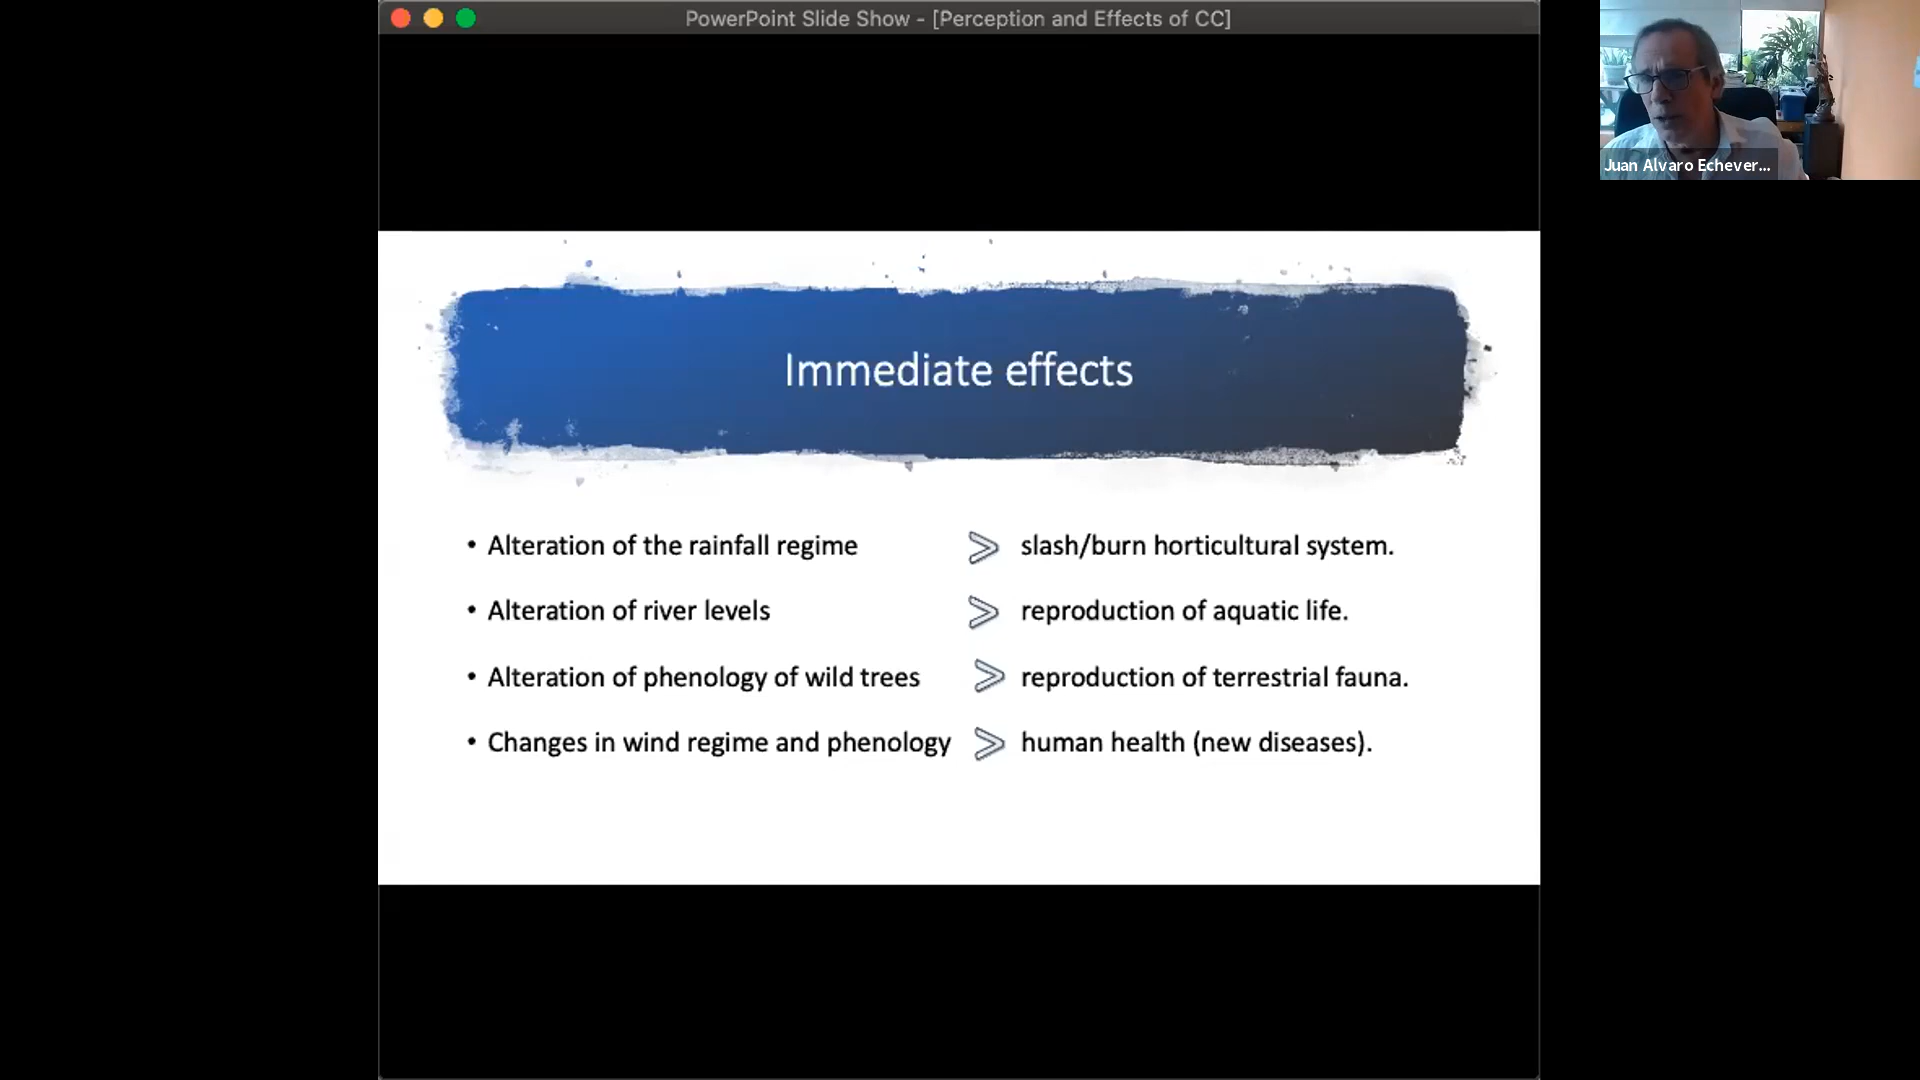 PowerPoint Slide Show - [Perception and Effects of CC]
Juan Alvaro Echever...
Immediate effects
• Alteration of the rainfall regime > slash/burn horticultural system.
• Alteration of river levels > reproduction of aquatic life.
• Alteration of phenology of wild trees > reproduction of terrestrial fauna.
• Changes in wind regime and phenology > human health (new diseases).